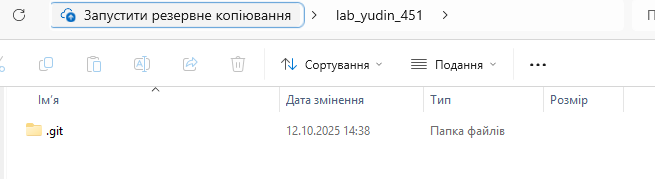 Запустити резервне копіювання > lab_yudin_451 >
Сортування Подання
Ім'я Дата змінення Тип Розмір
.git 12.10.2025 14:38 Папка файлів